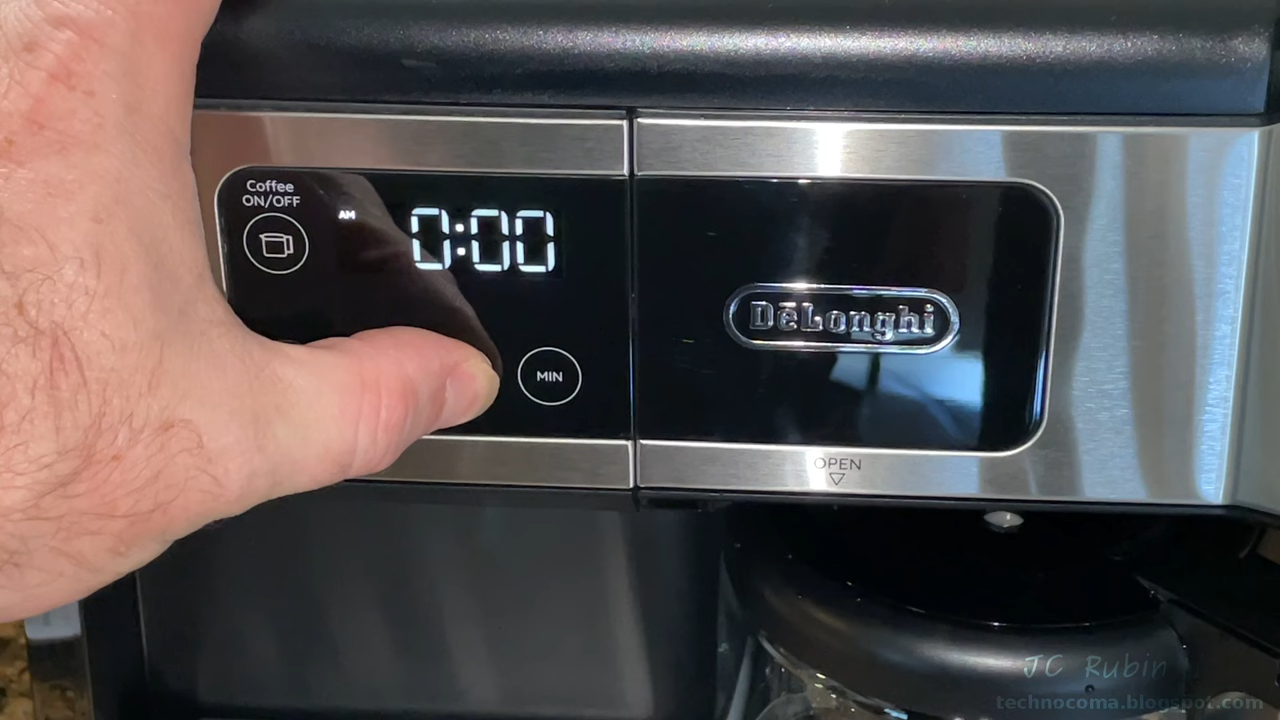 Coffee
ON/OFF
AM
0:00
MIN
DēLonghi
OPEN
JC Rubin
technocoma.blogspot.com